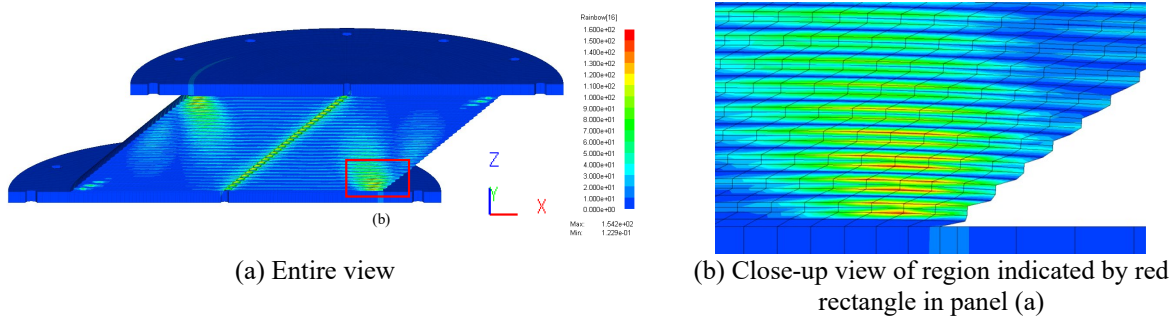 Rainbow[16]
1.600e+02
1.500e+02
1.400e+02
1.300e+02
1.200e+02
1.100e+02
1.000e+02
9.000e+01
8.000e+01
7.000e+01
6.000e+01
5.000e+01
4.000e+01
3.000e+01
2.000e+01
1.000e+01
0.000e+00
Max: 1.542e+02
Min: 1.229e-01
Z
Y
X
(b)
(a) Entire view
(b) Close-up view of region indicated by red
rectangle in panel (a)